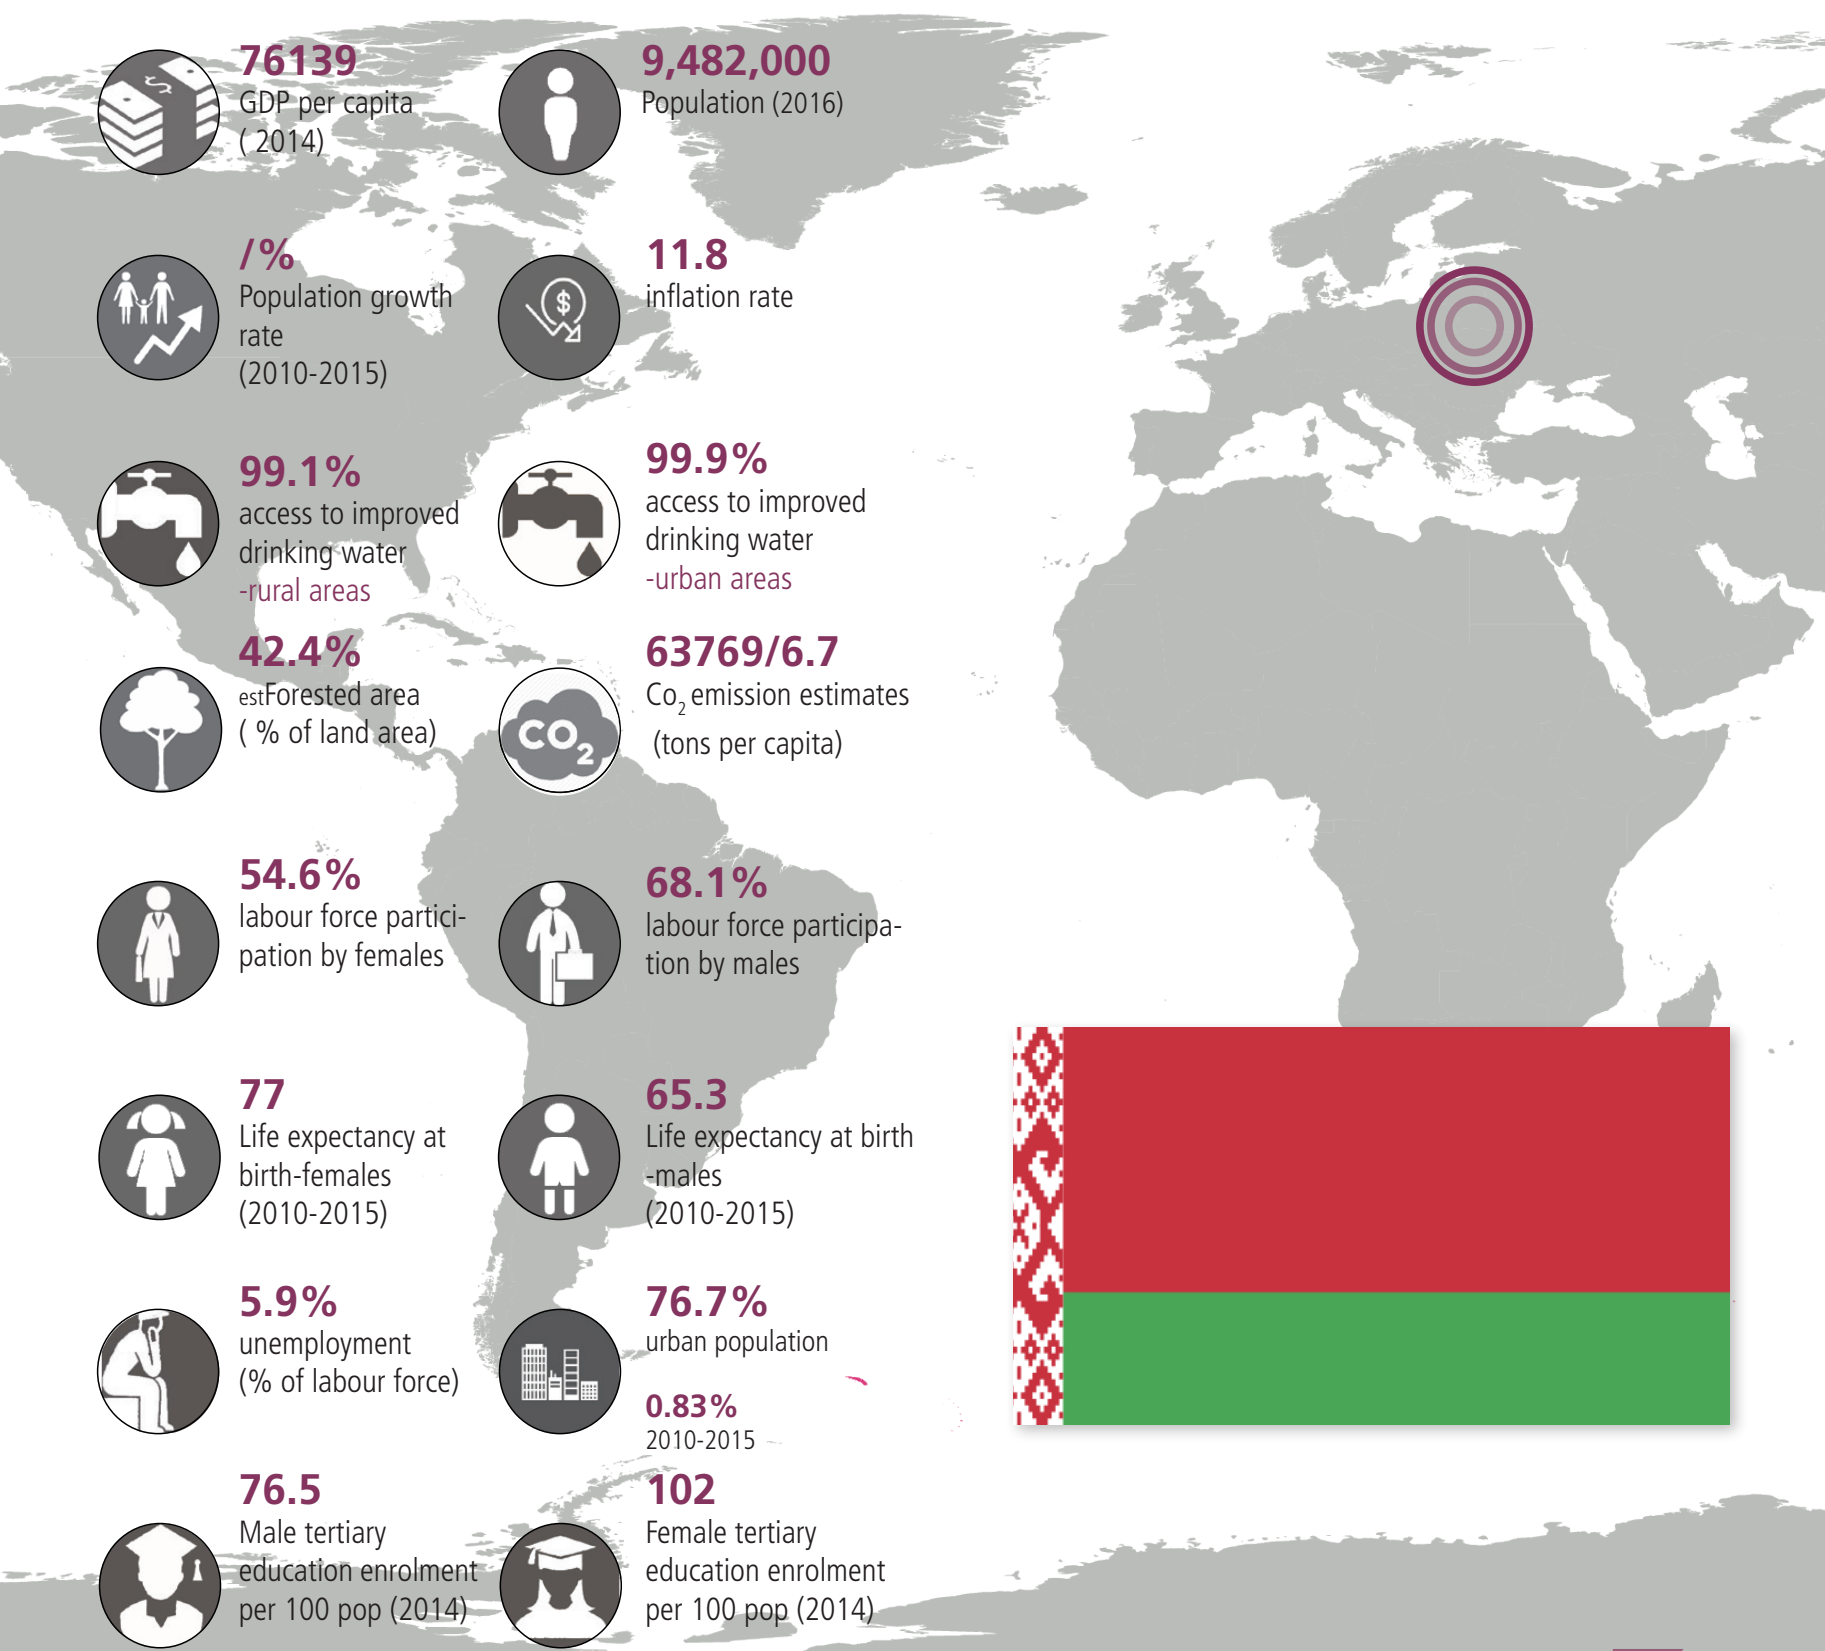 76139
GDP per capita
( 2014)
9,482,000
Population (2016)
/%
Population growth
rate
(2010-2015)
11.8
inflation rate
$
$
99.1%
access to improved
drinking water
-rural areas
99.9%
access to improved
drinking water
-urban areas
42.4%
estForested area
( % of land area)
63769/6.7
Co2 emission estimates
(tons per capita)
CO2
54.6%
labour force partici-
pation by females
68.1%
labour force participa-
tion by males
77
Life expectancy at
birth-females
(2010-2015)
65.3
Life expectancy at birth
-males
(2010-2015)
5.9%
unemployment
(% of labour force)
76.7%
urban population
0.83%
2010-2015
76.5
Male tertiary
education enrolment
per 100 pop (2014)
102
Female tertiary
education enrolment
per 100 pop (2014)